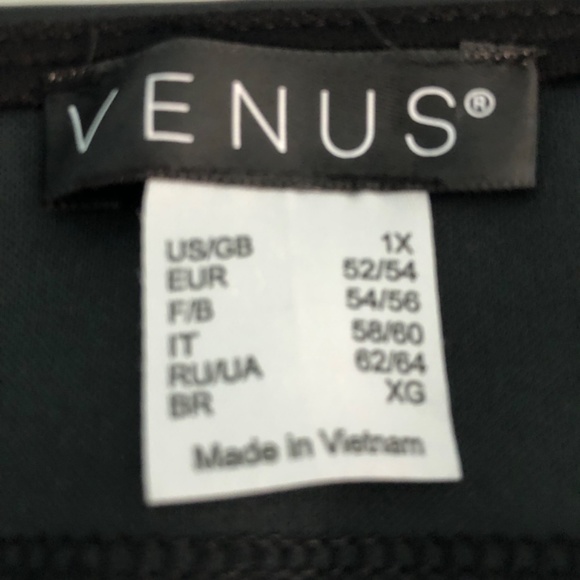 VENUS®
US/GB 1X
EUR 52/54
F/B 54/56
IT 58/60
RU/UA 62/64
BR XG
Made in Vietnam